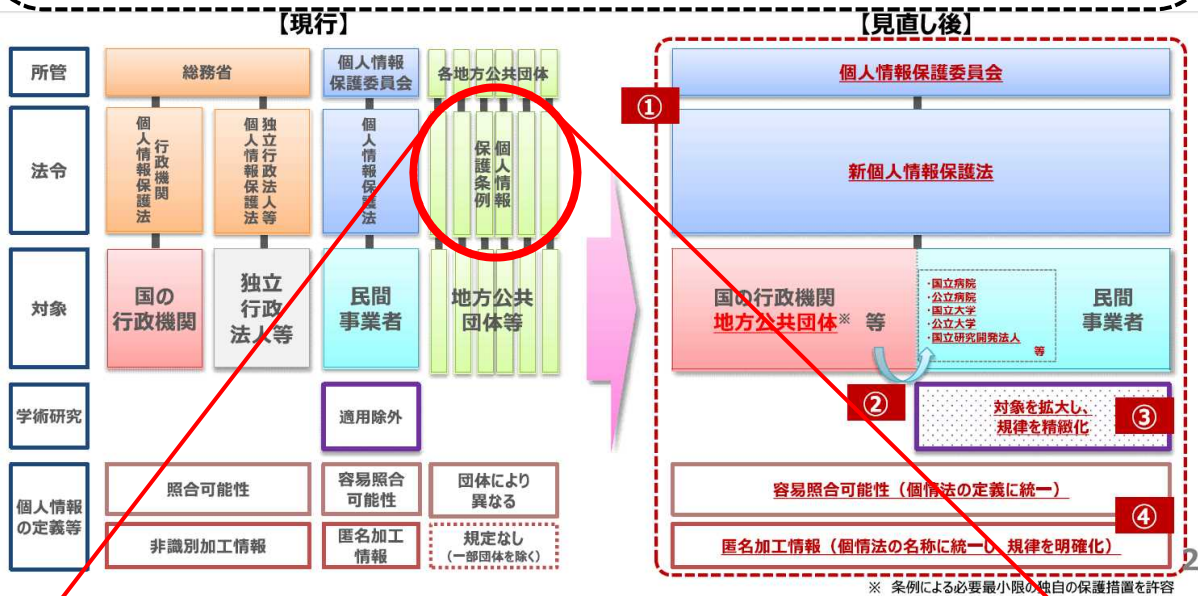 【現行】
【見直し後】
所管
総務省
個人情報
保護委員会
各地方公共団体
個人情報保護委員会
①
法令
行政機関
個人情報保護法
独立行政法人等
個人情報保護法
個人情報保護法
個人情報
保護条例
新個人情報保護法
対象
国の
行政機関
独立
行政
法人等
民間
事業者
地方公共
団体等
国の行政機関
地方公共団体※ 等
・国立病院
・公立病院
・国立大学
・公立大学
・国立研究開発法人
等
民間
事業者
②
学術研究
適用除外
対象を拡大し、
規律を精緻化
③
個人情報
の定義等
照合可能性
容易照合
可能性
団体により
異なる
容易照合可能性（個情法の定義に統一）
④
非識別加工情報
匿名加工
情報
規定なし
（一部団体を除く）
匿名加工情報（個情法の名称に統一し、規律を明確化）
2
※ 条例による必要最小限の独自の保護措置を許容